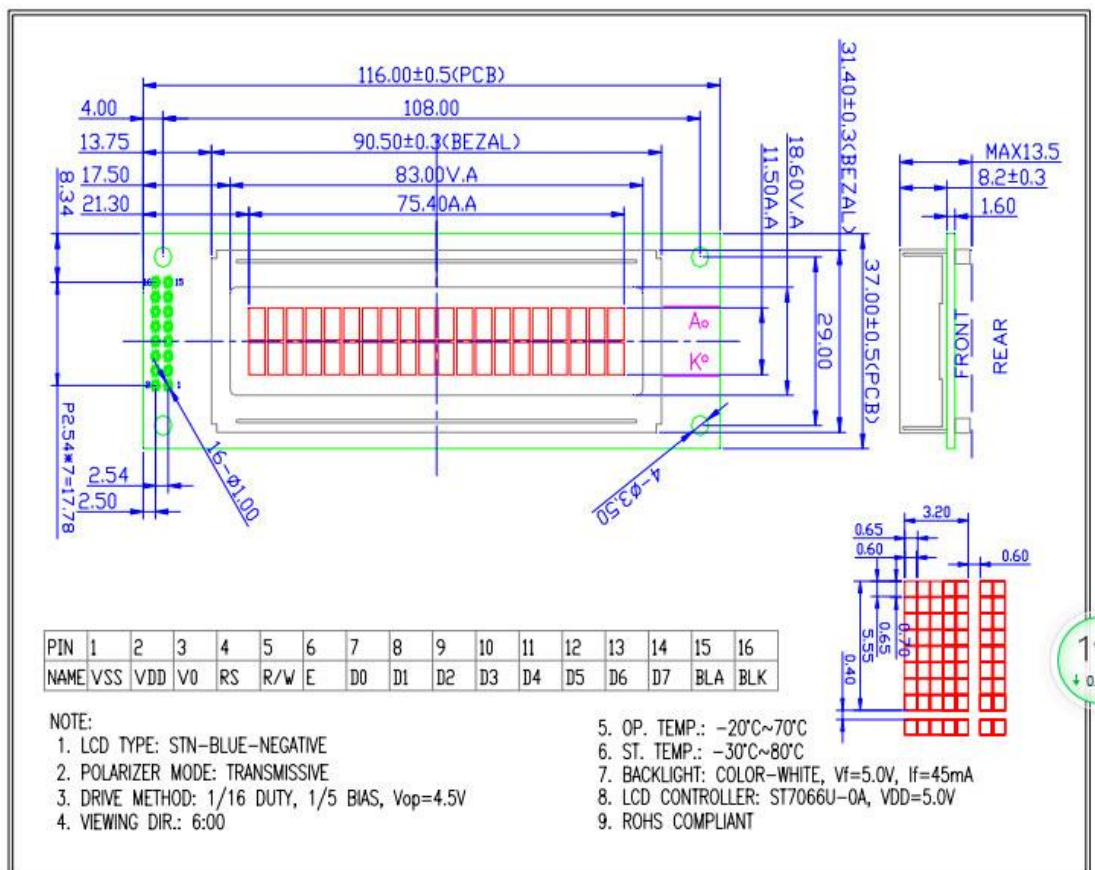 116.00±0.5(PCB)
4.00
108.00
13.75
90.50±0.3(BEZAL)
17.50
83.00V.A
21.30
75.40A.A
8.34
11.50A.A
18.60V.A
31.40±0.3(BEZAL)
MAX13.5
8.2±0.3
1.60
16
15
2
1
A
K
29.00
37.00±0.5(PCB)
FRONT
REAR
P2.54*7=17.78
2.54
2.50
16-Ø1.00
4-Ø3.50
3.20
0.65
0.60
0.60
5.55
0.65
0.70
0.40
PIN 1 2 3 4 5 6 7 8 9 10 11 12 13 14 15 16
NAME VSS VDD V0 RS R/W E D0 D1 D2 D3 D4 D5 D6 D7 BLA BLK
NOTE:
1. LCD TYPE: STN-BLUE-NEGATIVE
2. POLARIZER MODE: TRANSMISSIVE
3. DRIVE METHOD: 1/16 DUTY, 1/5 BIAS, Vop=4.5V
4. VIEWING DIR.: 6:00
5. OP. TEMP.: -20°C~70°C
6. ST. TEMP.: -30°C~80°C
7. BACKLIGHT: COLOR-WHITE, Vf=5.0V, If=45mA
8. LCD CONTROLLER: ST7066U-0A, VDD=5.0V
9. ROHS COMPLIANT